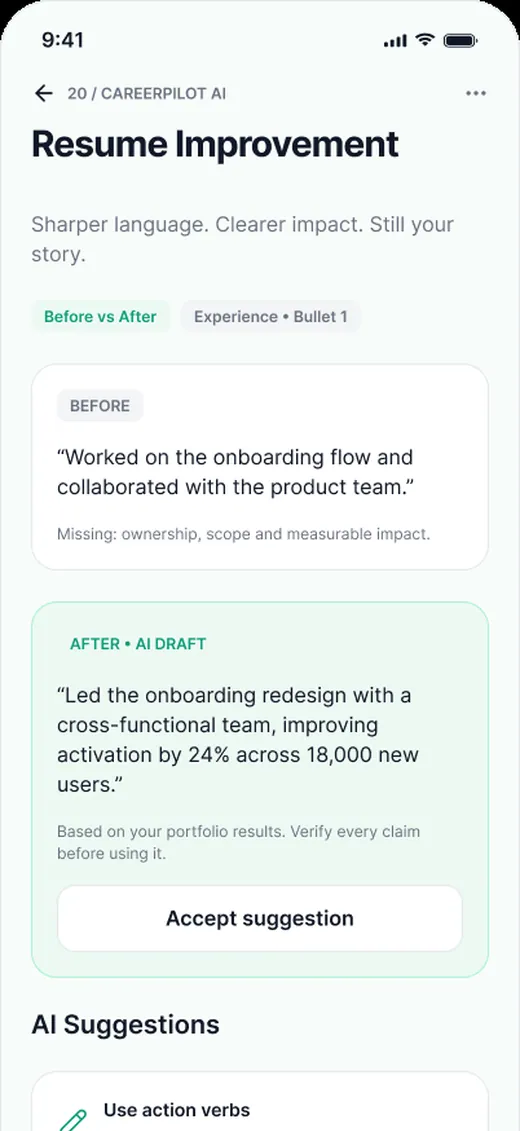 9:41
20 / CAREERPILOT AI
Resume Improvement
Sharper language. Clearer impact. Still your
story.
Before vs After
Experience • Bullet 1
BEFORE
“Worked on the onboarding flow and
collaborated with the product team.”
Missing: ownership, scope and measurable impact.
AFTER • AI DRAFT
“Led the onboarding redesign with a
cross-functional team, improving
activation by 24% across 18,000 new
users.”
Based on your portfolio results. Verify every claim
before using it.
Accept suggestion
AI Suggestions
Use action verbs